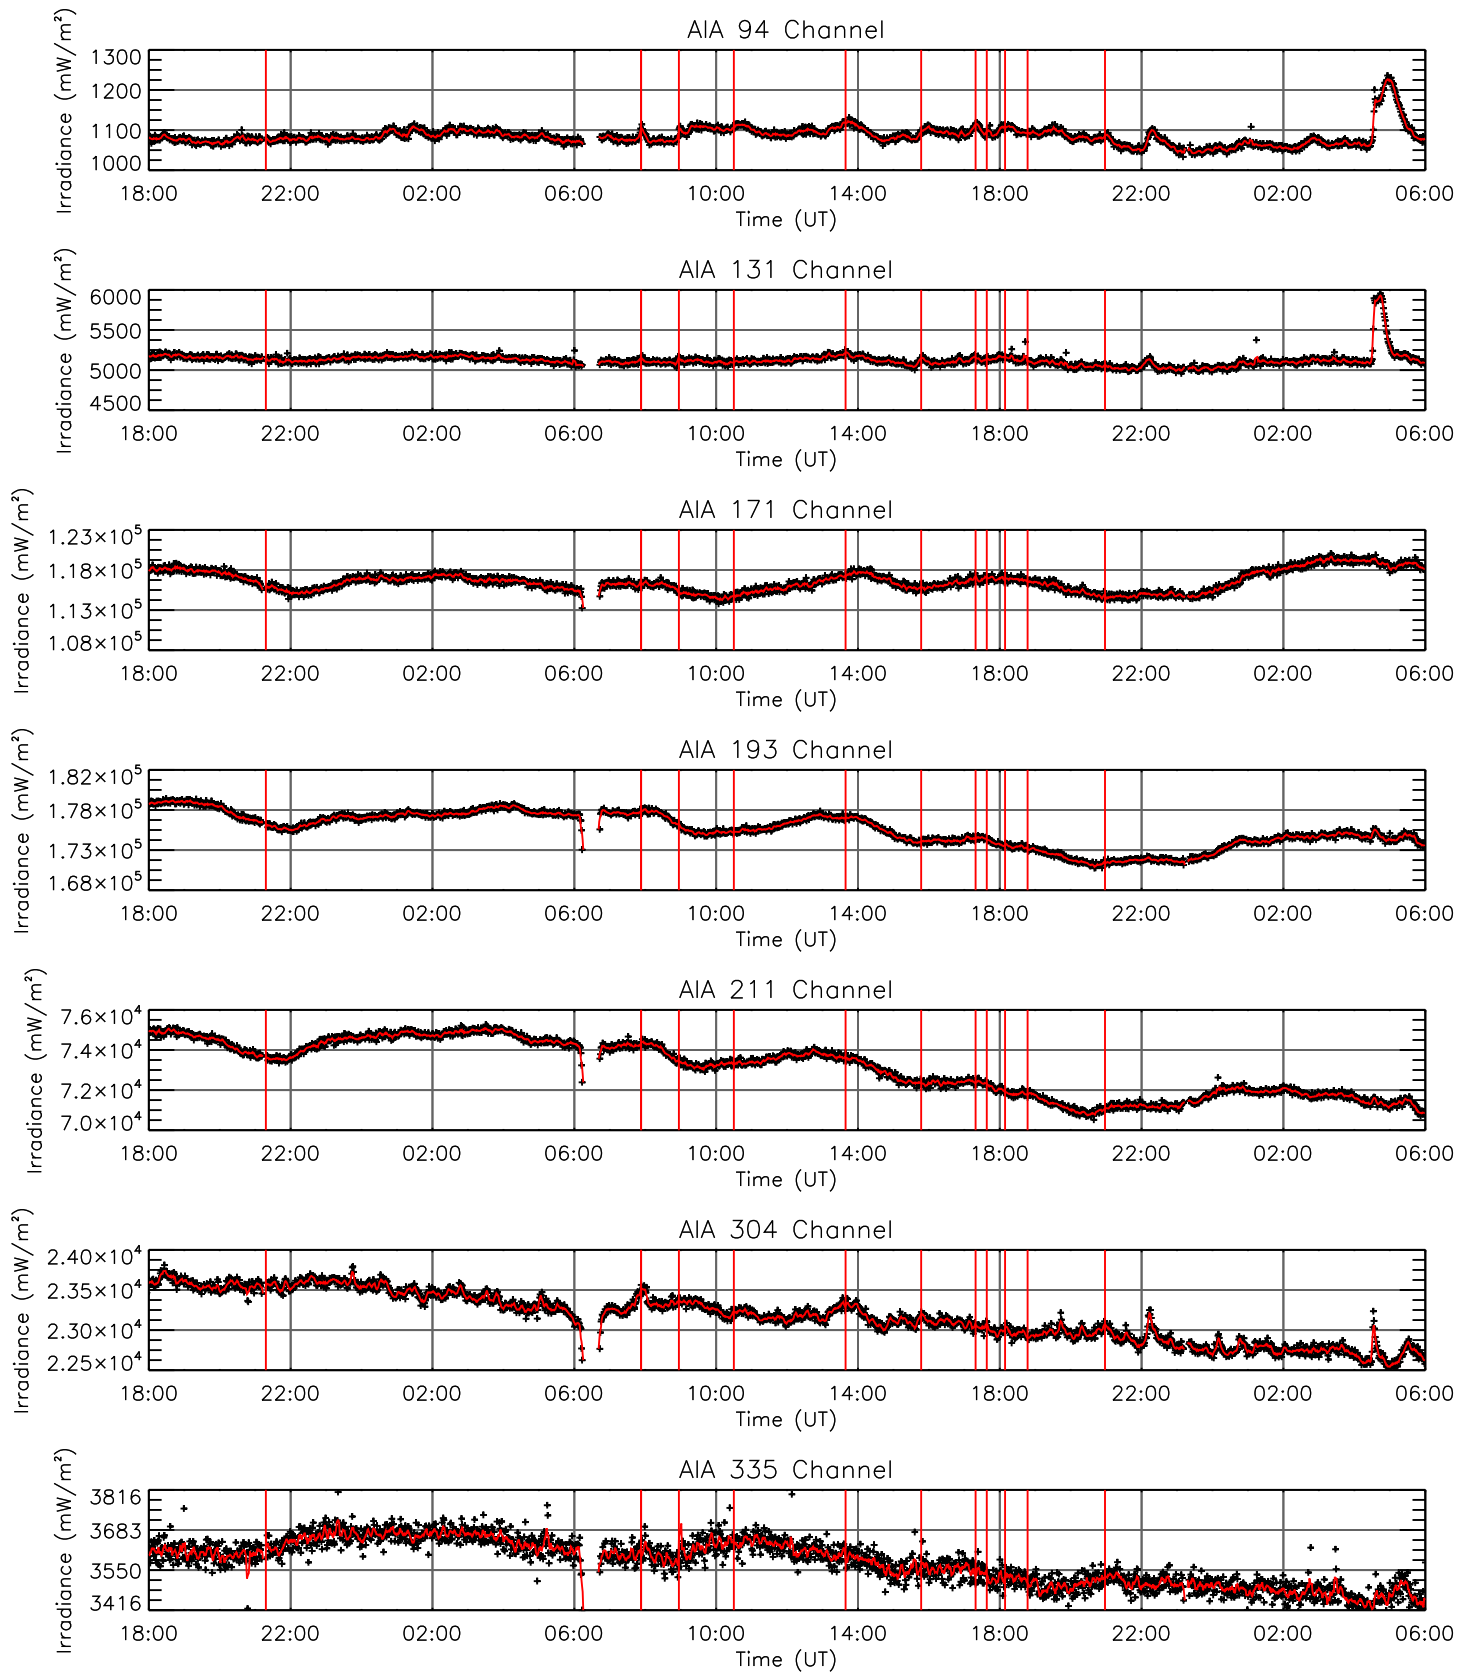 AIA 94 Channel
Irradiance (mW/m²)
1300
1200
1100
1000
18:00 22:00 02:00 06:00 10:00 14:00 18:00 22:00 02:00 06:00
Time (UT)
AIA 131 Channel
Irradiance (mW/m²)
6000
5500
5000
4500
18:00 22:00 02:00 06:00 10:00 14:00 18:00 22:00 02:00 06:00
Time (UT)
AIA 171 Channel
Irradiance (mW/m²)
1.23×10⁵
1.18×10⁵
1.13×10⁵
1.08×10⁵
18:00 22:00 02:00 06:00 10:00 14:00 18:00 22:00 02:00 06:00
Time (UT)
AIA 193 Channel
Irradiance (mW/m²)
1.82×10⁵
1.78×10⁵
1.73×10⁵
1.68×10⁵
18:00 22:00 02:00 06:00 10:00 14:00 18:00 22:00 02:00 06:00
Time (UT)
AIA 211 Channel
Irradiance (mW/m²)
7.6×10⁴
7.4×10⁴
7.2×10⁴
7.0×10⁴
18:00 22:00 02:00 06:00 10:00 14:00 18:00 22:00 02:00 06:00
Time (UT)
AIA 304 Channel
Irradiance (mW/m²)
2.40×10⁴
2.35×10⁴
2.30×10⁴
2.25×10⁴
18:00 22:00 02:00 06:00 10:00 14:00 18:00 22:00 02:00 06:00
Time (UT)
AIA 335 Channel
Irradiance (mW/m²)
3816
3683
3550
3416
18:00 22:00 02:00 06:00 10:00 14:00 18:00 22:00 02:00 06:00
Time (UT)